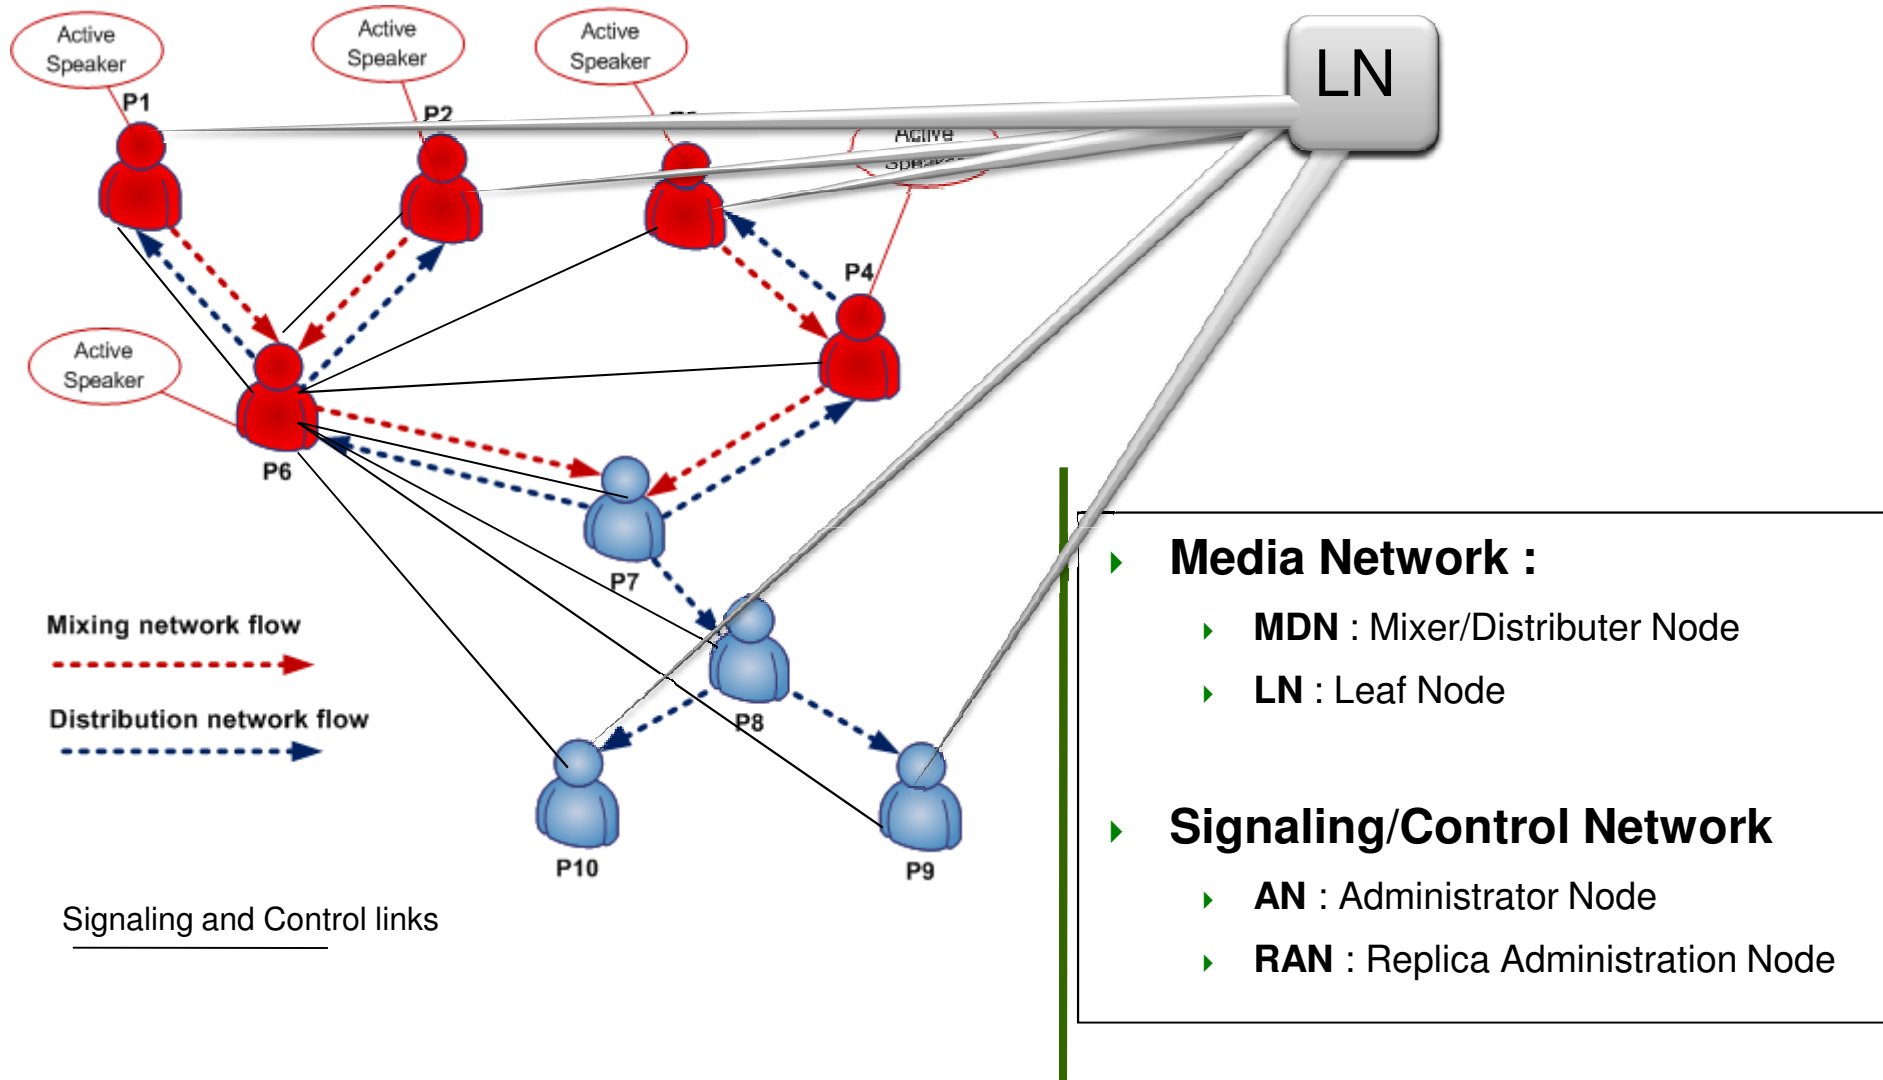 Active
Speaker
Active
Speaker
Active
Speaker
LN
P1
P2
Active
P4
Active
Speaker
P6
P7
Media Network :
MDN : Mixer/Distributer Node
LN : Leaf Node
Mixing network flow
Distribution network flow
P8
Signaling/Control Network
P10
P9
AN : Administrator Node
Signaling and Control links
RAN : Replica Administration Node